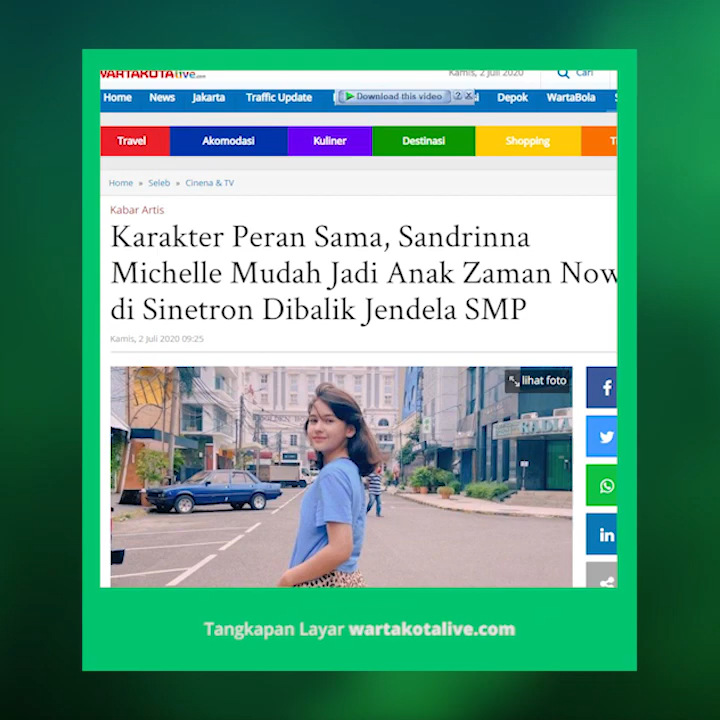 WARTAKOTAlive.com
Kamis, 2 Juli 2020
Cari
Home News Jakarta Traffic Update Depok WartaBola
Download this video ? X
Travel Akomodasi Kuliner Destinasi Shopping
Home » Seleb » Cinena & TV
Kabar Artis
Karakter Peran Sama, Sandrinna
Michelle Mudah Jadi Anak Zaman Now
di Sinetron Dibalik Jendela SMP
Kamis, 2 Juli 2020 09:25
lihat foto
Tangkapan Layar wartakotalive.com